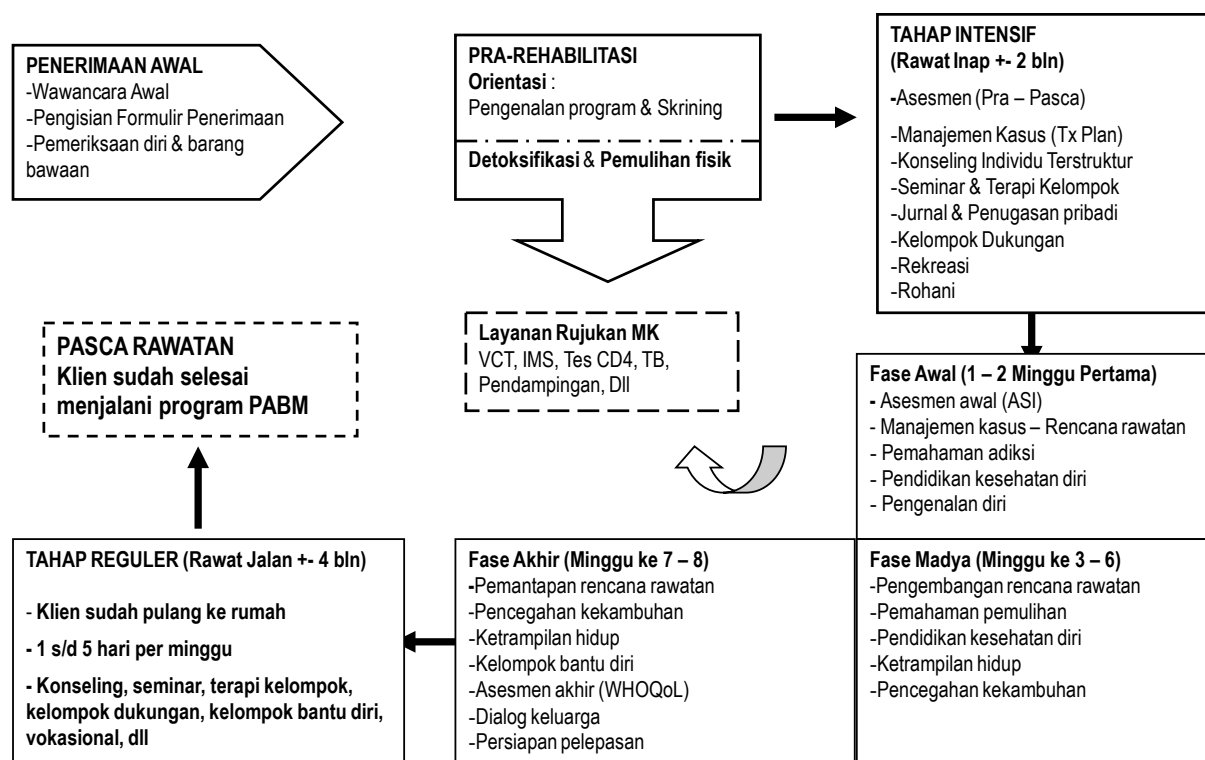 PENERIMAAN AWAL
-Wawancara Awal
-Pengisian Formulir Penerimaan
-Pemeriksaan diri & barang
bawaan
PRA-REHABILITASI
Orientasi :
Pengenalan program & Skrining
Detoksifikasi & Pemulihan fisik
TAHAP INTENSIF
(Rawat Inap +- 2 bln)
-Asesmen (Pra – Pasca)
-Manajemen Kasus (Tx Plan)
-Konseling Individu Terstruktur
-Seminar & Terapi Kelompok
-Jurnal & Penugasan pribadi
-Kelompok Dukungan
-Rekreasi
-Rohani
Layanan Rujukan MK
VCT, IMS, Tes CD4, TB,
Pendampingan, Dll
PASCA RAWATAN
Klien sudah selesai
menjalani program PABM
Fase Awal (1 – 2 Minggu Pertama)
- Asesmen awal (ASI)
- Manajemen kasus – Rencana rawatan
- Pemahaman adiksi
- Pendidikan kesehatan diri
- Pengenalan diri
Fase Madya (Minggu ke 3 – 6)
-Pengembangan rencana rawatan
-Pemahaman pemulihan
-Pendidikan kesehatan diri
-Ketrampilan hidup
-Pencegahan kekambuhan
Fase Akhir (Minggu ke 7 – 8)
-Pemantapan rencana rawatan
-Pencegahan kekambuhan
-Ketrampilan hidup
-Kelompok bantu diri
-Asesmen akhir (WHOQoL)
-Dialog keluarga
-Persiapan pelepasan
TAHAP REGULER (Rawat Jalan +- 4 bln)
- Klien sudah pulang ke rumah
- 1 s/d 5 hari per minggu
- Konseling, seminar, terapi kelompok,
kelompok dukungan, kelompok bantu diri,
vokasional, dll